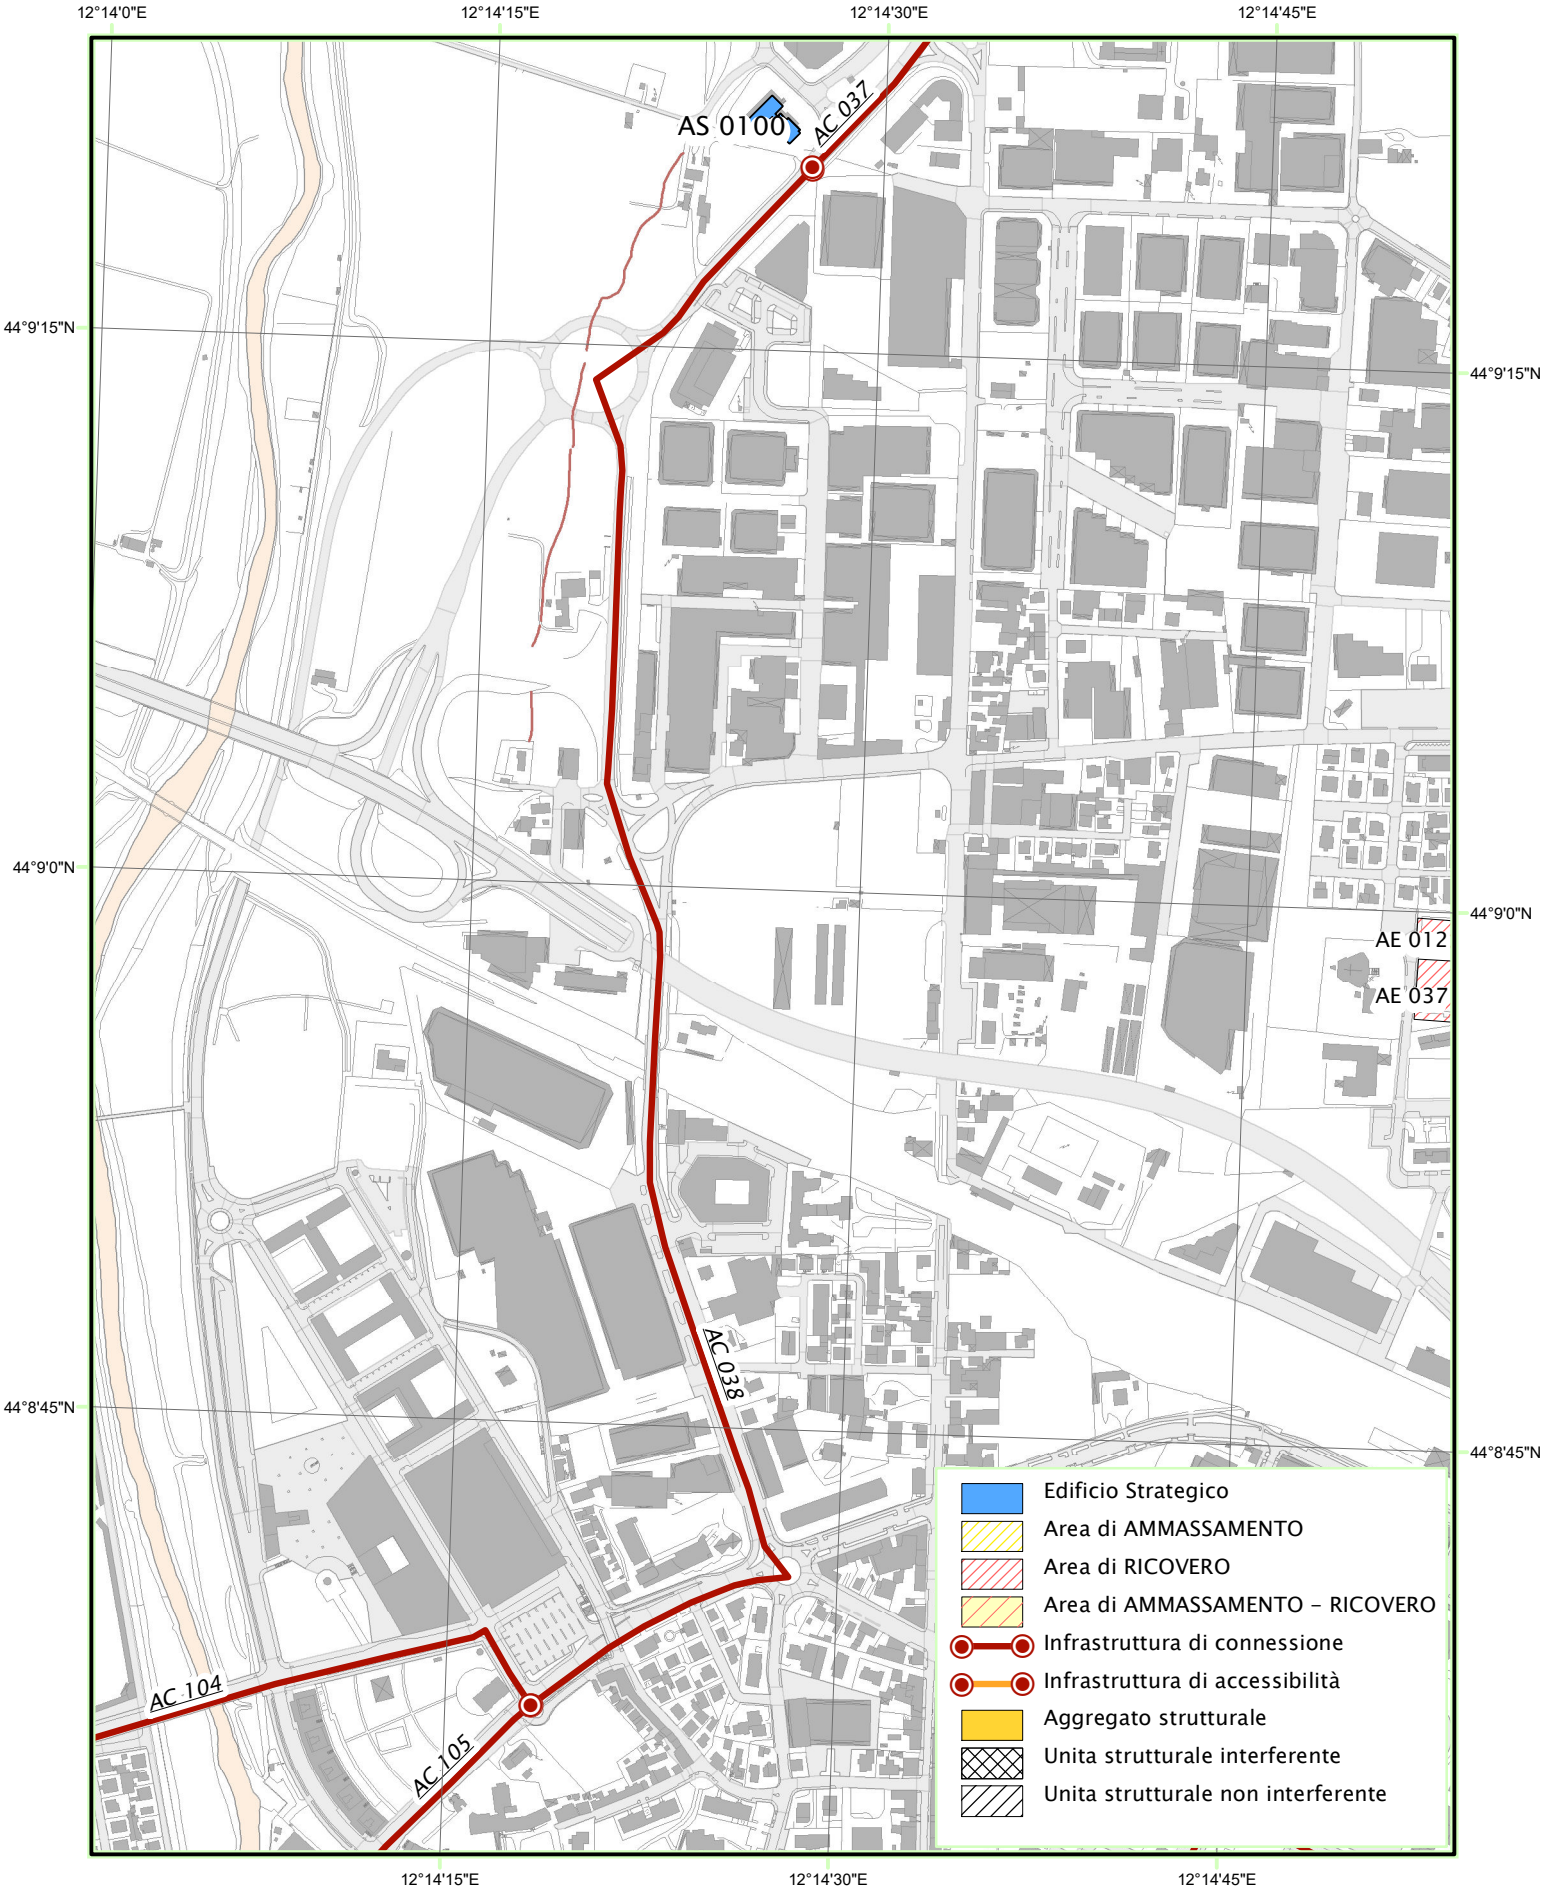 12°14'0"E
12°14'15"E
12°14'30"E
12°14'45"E
AS 0100
AC 037
44°9'15"N
44°9'15"N
44°9'0"N
44°9'0"N
AE 012
AE 037
AC 038
44°8'45"N
44°8'45"N
Edificio Strategico
Area di AMMASSAMENTO
Area di RICOVERO
Area di AMMASSAMENTO – RICOVERO
Infrastruttura di connessione
Infrastruttura di accessibilità
Aggregato strutturale
Unita strutturale interferente
Unita strutturale non interferente
AC 104
AC 105
12°14'15"E
12°14'30"E
12°14'45"E